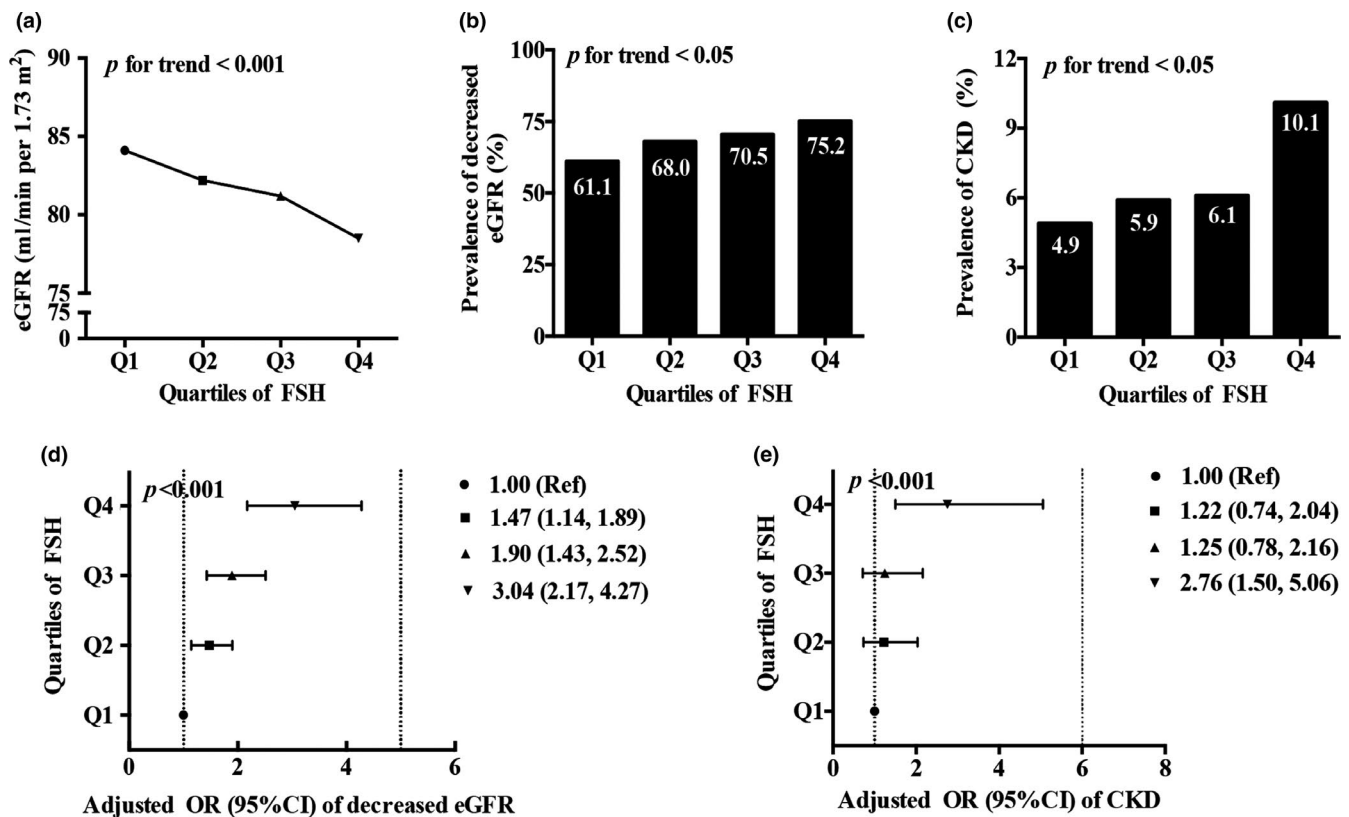 (a)
eGFR (ml/min per 1.73 m²)
p for trend < 0.001
90
85
80
75
75
0
Q1 Q2 Q3 Q4
Quartiles of FSH
(b)
Prevalence of decreased
eGFR (%)
p for trend < 0.05
100
75
50
25
0
61.1 68.0 70.5 75.2
Q1 Q2 Q3 Q4
Quartiles of FSH
(c)
Prevalence of CKD (%)
p for trend < 0.05
12
9
6
3
0
4.9 5.9 6.1 10.1
Q1 Q2 Q3 Q4
Quartiles of FSH
(d)
Quartiles of FSH
p<0.001
Q4
Q3
Q2
Q1
0 2 4 6
Adjusted OR (95%CI) of decreased eGFR
1.00 (Ref)
1.47 (1.14, 1.89)
1.90 (1.43, 2.52)
3.04 (2.17, 4.27)
(e)
Quartiles of FSH
p <0.001
Q4
Q3
Q2
Q1
0 2 4 6 8
Adjusted OR (95%CI) of CKD
1.00 (Ref)
1.22 (0.74, 2.04)
1.25 (0.78, 2.16)
2.76 (1.50, 5.06)